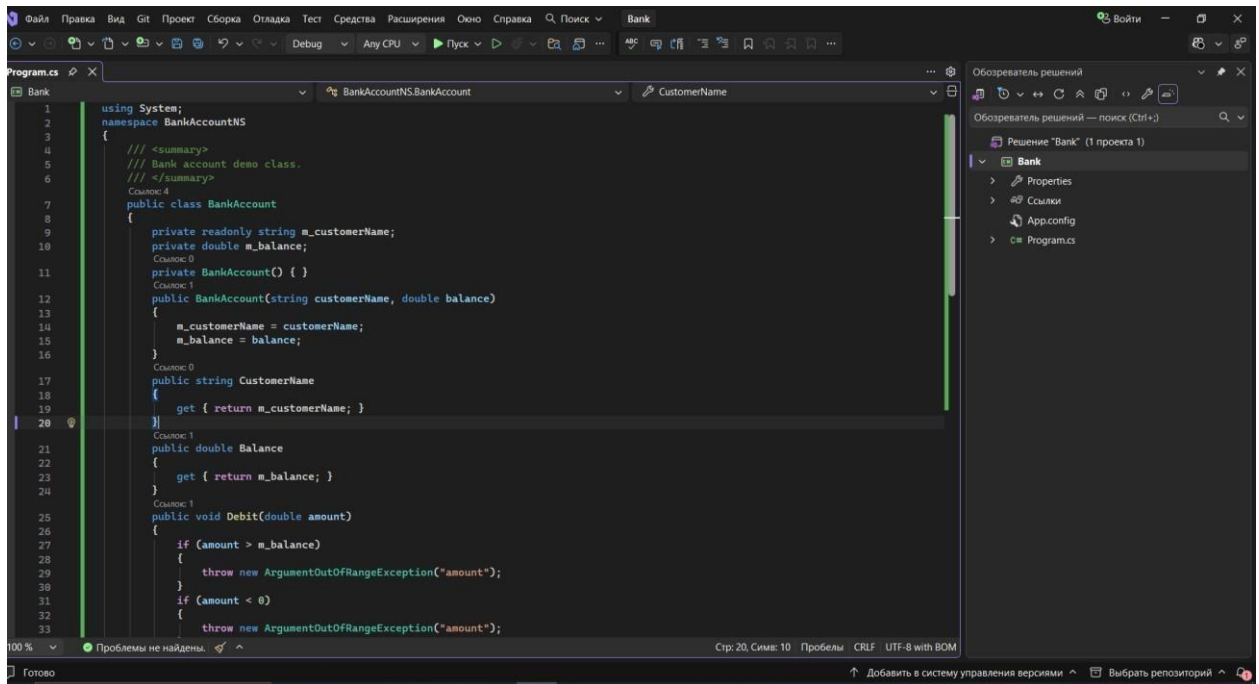 Файл Правка Вид Git Проект Сборка Отладка Тест Средства Расширения Окно Справка Поиск Bank Войти
Debug Any CPU Пуск
Program.cs
Bank BankAccountNS.BankAccount CustomerName
1 using System;
2 namespace BankAccountNS
3 {
4 /// <summary>
5 /// Bank account demo class.
6 /// </summary>
Ссылок: 4
7 public class BankAccount
8 {
9 private readonly string m_customerName;
10 private double m_balance;
Ссылок: 0
11 private BankAccount() { }
Ссылок: 1
12 public BankAccount(string customerName, double balance)
13 {
14 m_customerName = customerName;
15 m_balance = balance;
16 }
Ссылок: 0
17 public string CustomerName
18 {
19 get { return m_customerName; }
20 }
Ссылок: 1
21 public double Balance
22 {
23 get { return m_balance; }
24 }
Ссылок: 1
25 public void Debit(double amount)
26 {
27 if (amount > m_balance)
28 {
29 throw new ArgumentOutOfRangeException("amount");
30 }
31 if (amount < 0)
32 {
33 throw new ArgumentOutOfRangeException("amount");
100 % Проблемы не найдены. Стр: 20, Симв: 10 Пробелы CRLF UTF-8 with BOM
Обозреватель решений
Обозреватель решений — поиск (Ctrl+;)
Решение "Bank" (1 проекта 1)
Bank
Properties
Ссылки
App.config
C# Program.cs
Готово Добавить в систему управления версиями Выбрать репозиторий